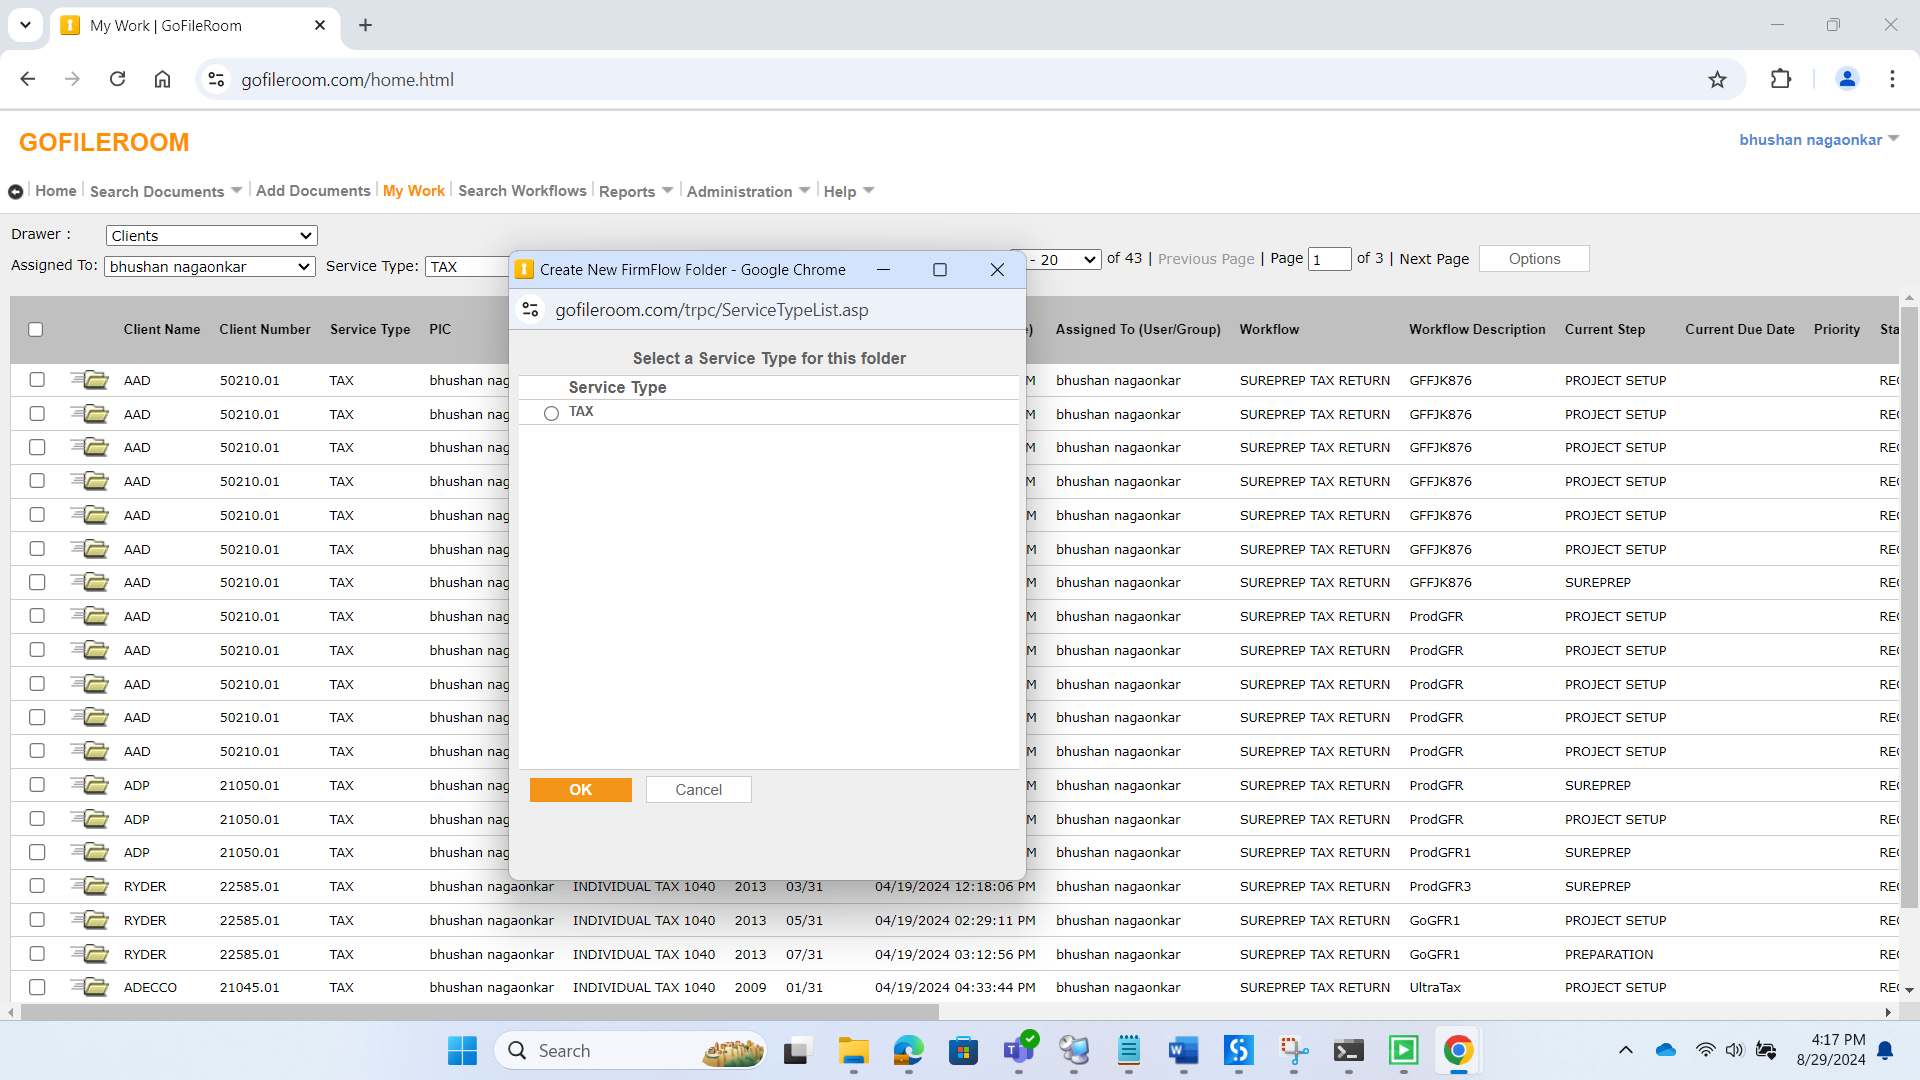 My Work | GoFileRoom
gofileroom.com/home.html
GOFILEROOM
bhushan nagaonkar
Home Search Documents Add Documents My Work Search Workflows Reports Administration Help
Drawer : Clients
Assigned To: bhushan nagaonkar Service Type: TAX - 20 of 43 | Previous Page | Page 1 of 3 | Next Page Options
Create New FirmFlow Folder - Google Chrome
gofileroom.com/trpc/ServiceTypeList.asp
Select a Service Type for this folder
Service Type
TAX
OK Cancel
Client Name Client Number Service Type PIC Assigned To (User/Group) Workflow Workflow Description Current Step Current Due Date Priority Sta
AAD 50210.01 TAX bhushan nag M bhushan nagaonkar SUREPREP TAX RETURN GFFJK876 PROJECT SETUP REC
AAD 50210.01 TAX bhushan nag M bhushan nagaonkar SUREPREP TAX RETURN GFFJK876 PROJECT SETUP REC
AAD 50210.01 TAX bhushan nag M bhushan nagaonkar SUREPREP TAX RETURN GFFJK876 PROJECT SETUP REC
AAD 50210.01 TAX bhushan nag M bhushan nagaonkar SUREPREP TAX RETURN GFFJK876 PROJECT SETUP REC
AAD 50210.01 TAX bhushan nag M bhushan nagaonkar SUREPREP TAX RETURN GFFJK876 PROJECT SETUP REC
AAD 50210.01 TAX bhushan nag M bhushan nagaonkar SUREPREP TAX RETURN GFFJK876 PROJECT SETUP REC
AAD 50210.01 TAX bhushan nag M bhushan nagaonkar SUREPREP TAX RETURN GFFJK876 SUREPREP REC
AAD 50210.01 TAX bhushan nag M bhushan nagaonkar SUREPREP TAX RETURN ProdGFR PROJECT SETUP REC
AAD 50210.01 TAX bhushan nag M bhushan nagaonkar SUREPREP TAX RETURN ProdGFR PROJECT SETUP REC
AAD 50210.01 TAX bhushan nag M bhushan nagaonkar SUREPREP TAX RETURN ProdGFR PROJECT SETUP REC
AAD 50210.01 TAX bhushan nag M bhushan nagaonkar SUREPREP TAX RETURN ProdGFR PROJECT SETUP REC
AAD 50210.01 TAX bhushan nag M bhushan nagaonkar SUREPREP TAX RETURN ProdGFR PROJECT SETUP REC
ADP 21050.01 TAX bhushan nag M bhushan nagaonkar SUREPREP TAX RETURN ProdGFR SUREPREP REC
ADP 21050.01 TAX bhushan nag M bhushan nagaonkar SUREPREP TAX RETURN ProdGFR PROJECT SETUP REC
ADP 21050.01 TAX bhushan nag M bhushan nagaonkar SUREPREP TAX RETURN ProdGFR1 SUREPREP REC
RYDER 22585.01 TAX bhushan nagaonkar INDIVIDUAL TAX 1040 2013 03/31 04/19/2024 12:18:06 PM bhushan nagaonkar SUREPREP TAX RETURN ProdGFR3 SUREPREP REC
RYDER 22585.01 TAX bhushan nagaonkar INDIVIDUAL TAX 1040 2013 05/31 04/19/2024 02:29:11 PM bhushan nagaonkar SUREPREP TAX RETURN GoGFR1 PROJECT SETUP REC
RYDER 22585.01 TAX bhushan nagaonkar INDIVIDUAL TAX 1040 2013 07/31 04/19/2024 03:12:56 PM bhushan nagaonkar SUREPREP TAX RETURN GoGFR1 PREPARATION REC
ADECCO 21045.01 TAX bhushan nagaonkar INDIVIDUAL TAX 1040 2009 01/31 04/19/2024 04:33:44 PM bhushan nagaonkar SUREPREP TAX RETURN UltraTax PROJECT SETUP REC
Search
4:17 PM
8/29/2024